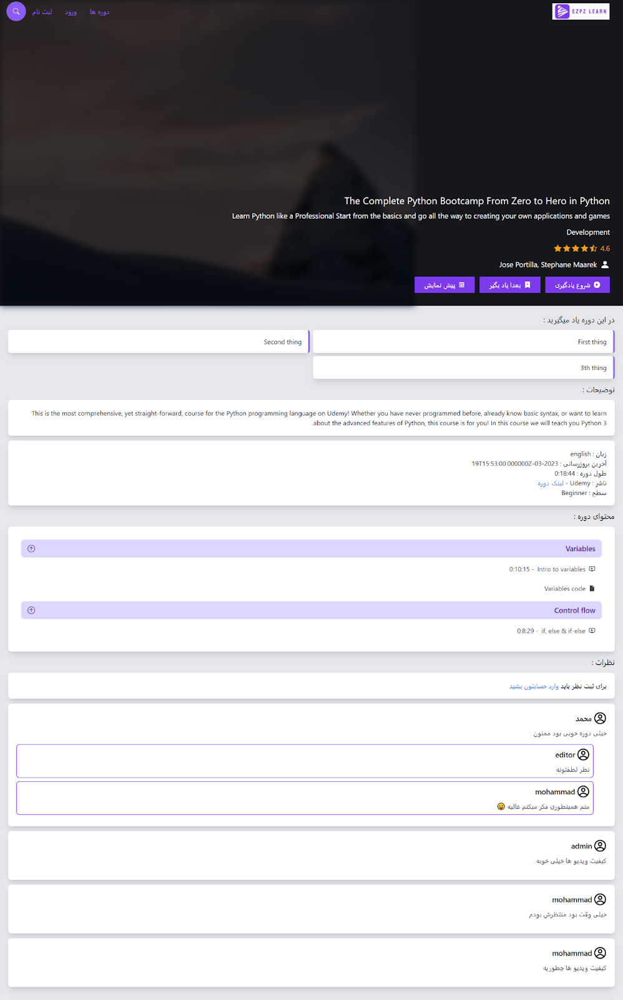 EZPZ LEARN
دوره ها
ورود
ثبت نام
The Complete Python Bootcamp From Zero to Hero in Python
Learn Python like a Professional Start from the basics and go all the way to creating your own applications and games
Development
4.6
Jose Portilla, Stephane Maarek
شروع یادگیری
بعدا یاد بگیر
پیش نمایش
در این دوره یاد میگیرید :
First thing
Second thing
3th thing
توضیحات :
This is the most comprehensive, yet straight-forward, course for the Python programming language on Udemy! Whether you have never programmed before, already know basic syntax, or want to learn
.about the advanced features of Python, this course is for you! In this course we will teach you Python 3
زبان : english
آخرین بروزرسانی : 19T15:53:00.000000Z-03-2023
طول دوره : 0:18:44
ناشر : Udemy - لینک دوره
سطح : Beginner
محتوای دوره :
Variables
0:10:15 - Intro to variables
Variables code
Control flow
0:8:29 - if, else & if-else
نظرات :
برای ثبت نظر باید وارد حسابتون بشید
محمد
خیلی دوره خوبی بود ممنون
editor
نظر لطفتونه
mohammad
منم همینطوری فکر میکنم عالیه 😀
admin
کیفیت ویدیو ها خیلی خوبه
mohammad
خیلی وقت بود منتظرش بودم
mohammad
کیفیت ویدیو ها چطوریه